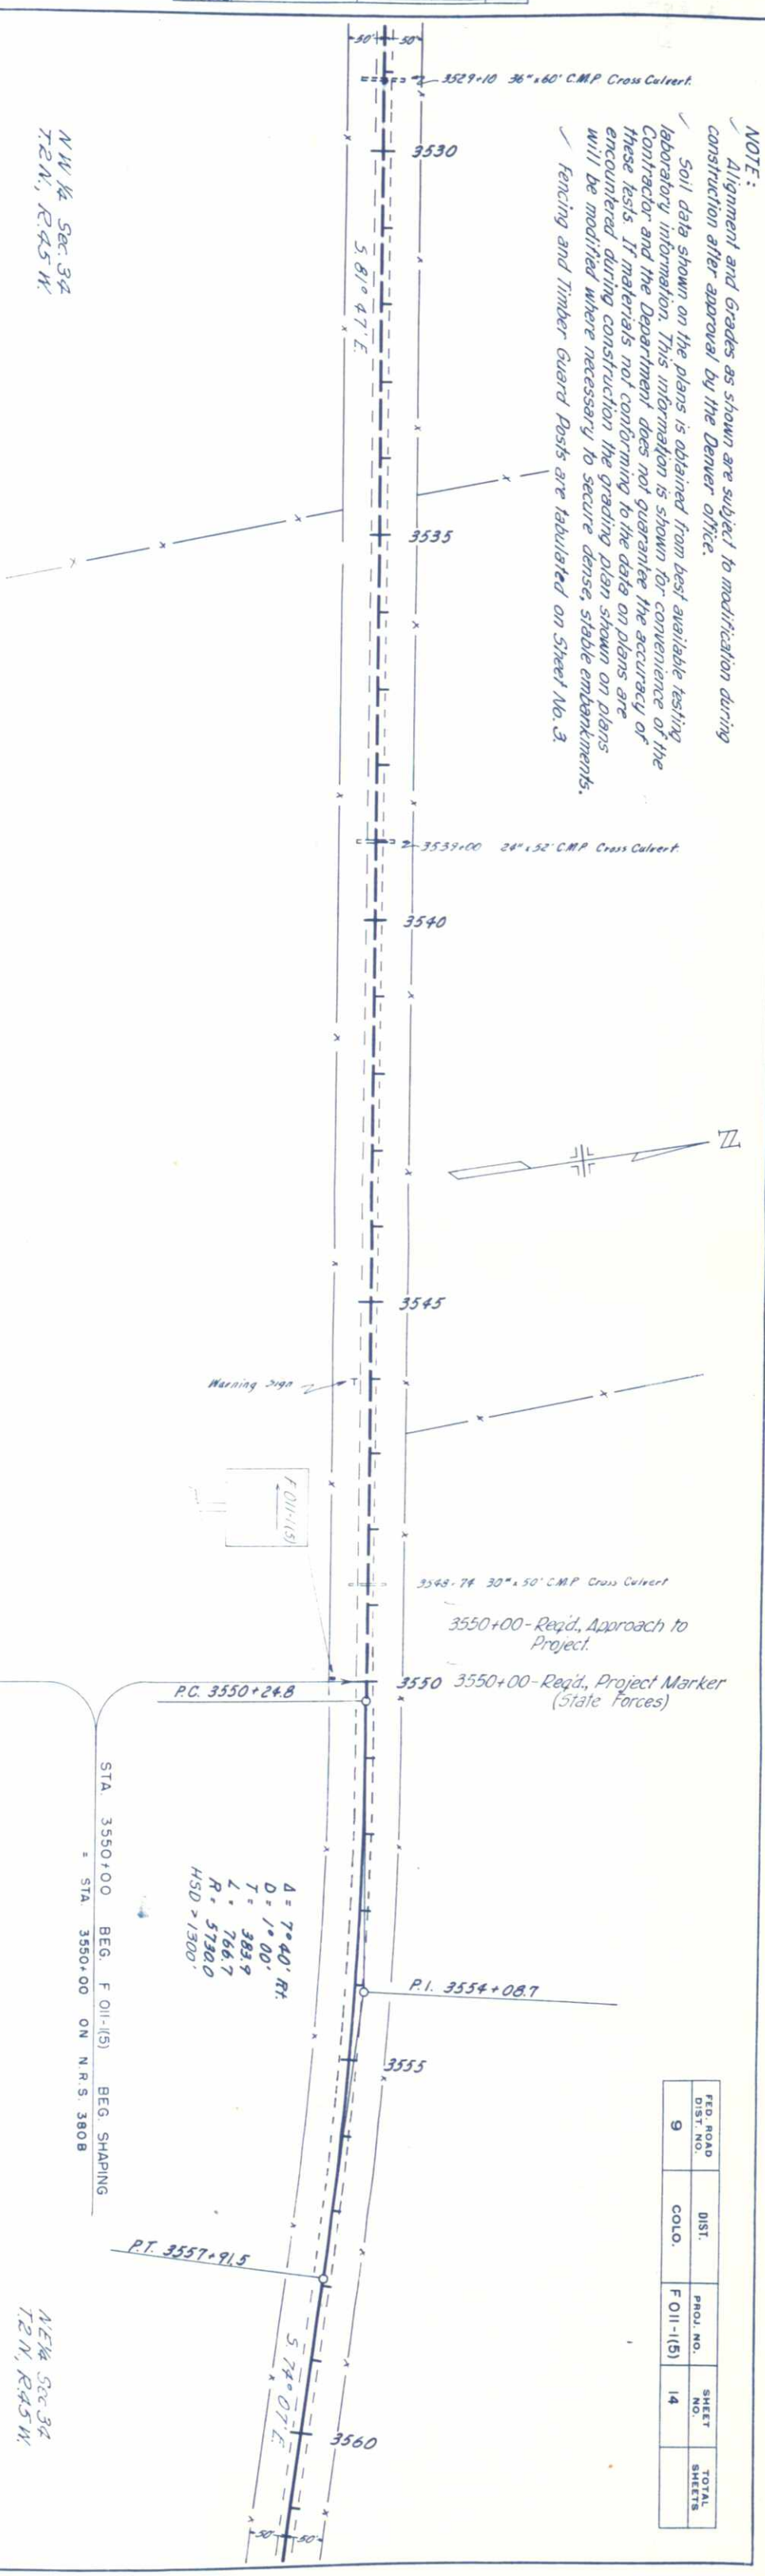 NOTE:
✓ Alignment and Grades as shown are subject to modification during
construction after approval by the Denver office.
✓ Soil data shown on the plans is obtained from best available testing
laboratory information. This information is shown for convenience of the
Contractor and the Department does not guarantee the accuracy of
these tests. If materials not conforming to the data on plans are
encountered during construction the grading plan shown on plans
will be modified where necessary to secure dense, stable embankments.
✓ Fencing and Timber Guard Posts are tabulated on Sheet No. 3.
50' 50'
3529+10 36" x 60' C.M.P. Cross Culvert.
3530
S. 81° 47' E.
NW 1/4 Sec. 34
T.2 N., R.45 W.
3535
3539+00 24" x 52' C.M.P. Cross Culvert.
3540
N
3545
Warning Sign
F 011-1(5)
3548-74 30" x 50' C.M.P. Cross Culvert
3550+00-Req'd., Approach to
Project.
3550
3550+00-Req'd., Project Marker
(State Forces)
P.C. 3550+24.8
STA. 3550+00 BEG. F 011-1(5) BEG. SHAPING
= STA. 3550+00 ON N.R.S. 380B
Δ = 7° 40' Rt.
D = 1° 00'
T = 383.9
L = 766.7
R = 5730.0
HSD > 1300'
P.I. 3554+08.7
3555
P.T. 3557+91.5
S. 74° 07' E.
3560
50' 50'
NE 1/4 Sec 34
T.2 N., R.45 W.
FED. ROAD DIST. NO. DIST. PROJ. NO. SHEET NO. TOTAL SHEETS
9 COLO. F 011-1(5) 14